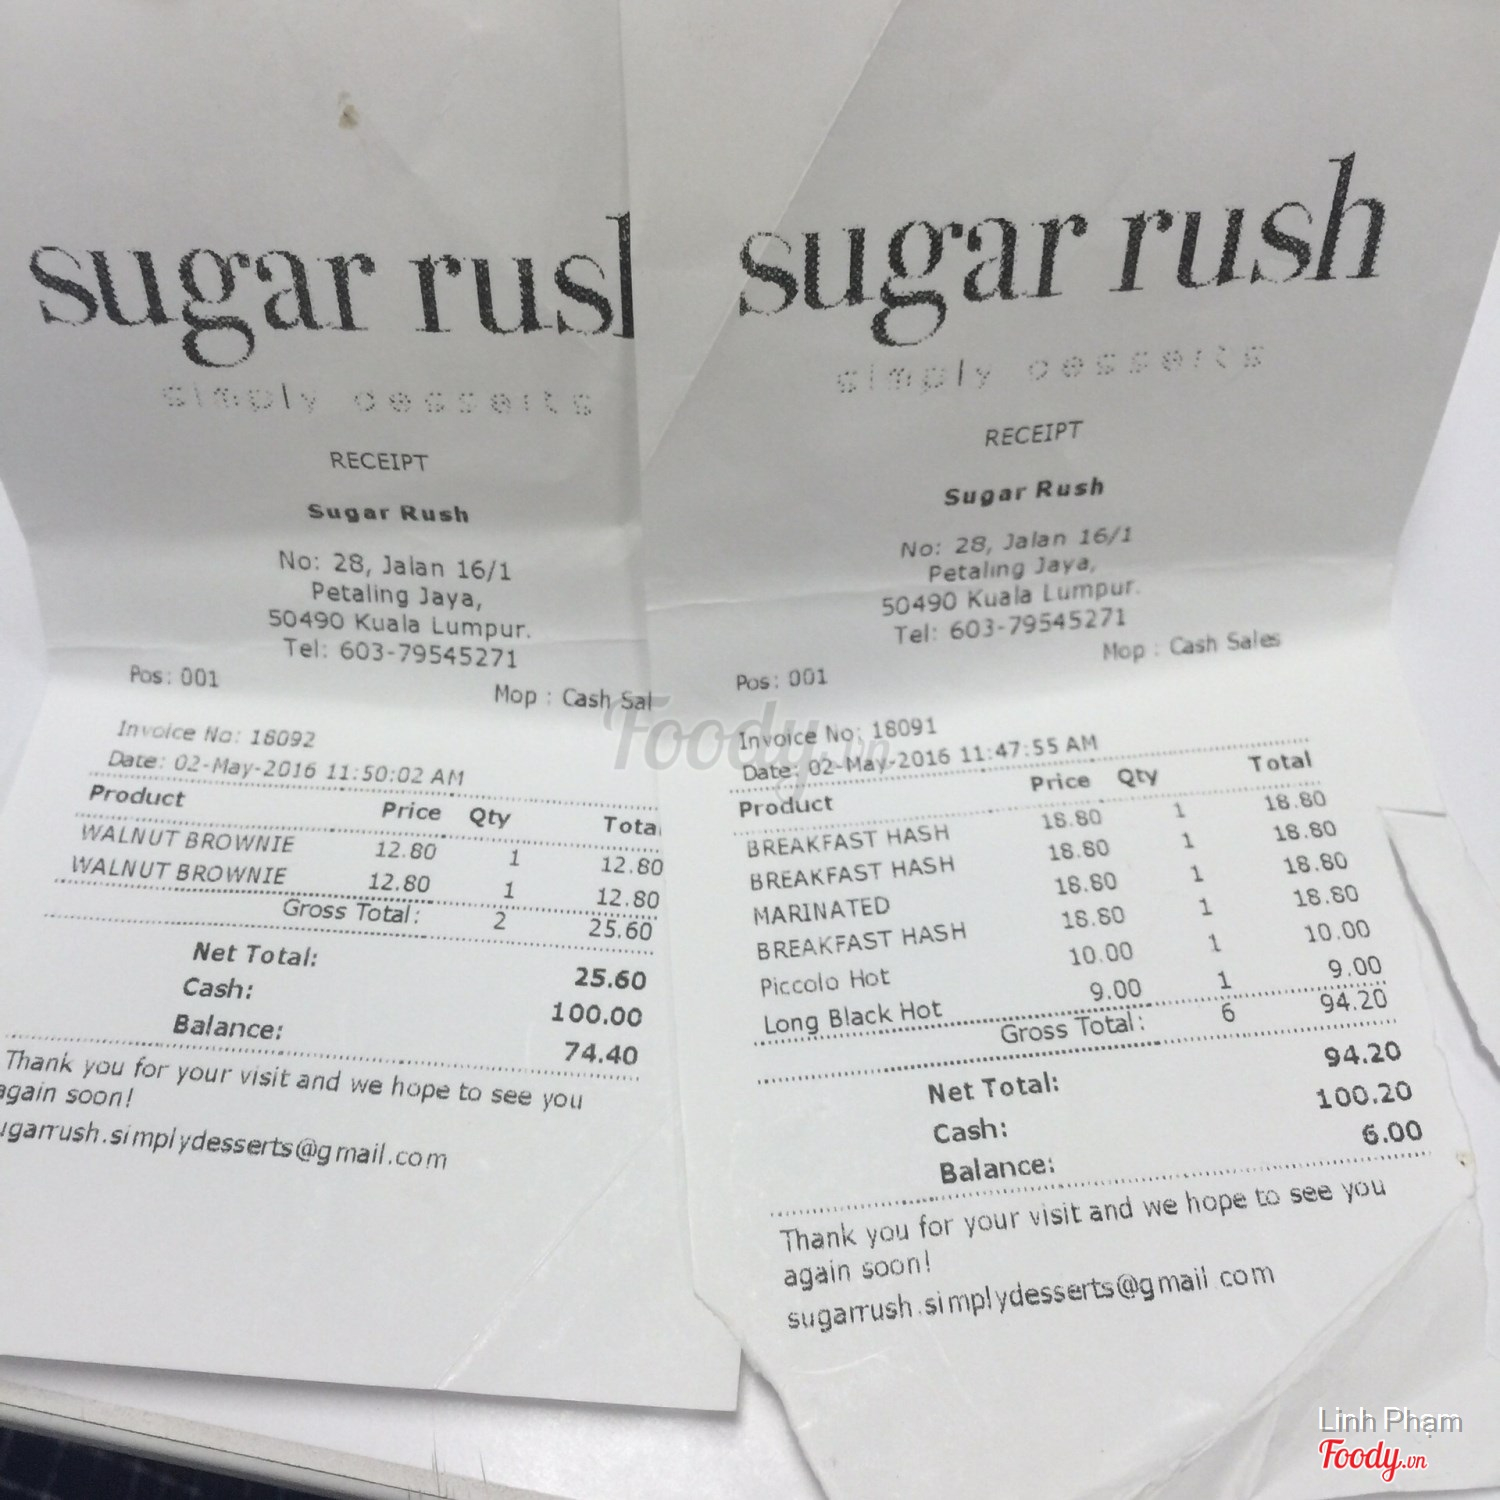 sugar rush
simply desserts
RECEIPT
Sugar Rush
No: 28, Jalan 16/1
Petaling Jaya,
50490 Kuala Lumpur.
Tel: 603-79545271
Pos: 001 Mop : Cash Sal
Invoice No: 18092
Date: 02-May-2016 11:50:02 AM
Product Price Qty Total
WALNUT BROWNIE 12.80 1 12.80
WALNUT BROWNIE 12.80 1 12.80
Gross Total: 2 25.60
Net Total: 25.60
Cash: 100.00
Balance: 74.40
Thank you for your visit and we hope to see you
again soon!
ugarrush.simplydesserts@gmail.com
sugar rush
simply desserts
RECEIPT
Sugar Rush
No: 28, Jalan 16/1
Petaling Jaya,
50490 Kuala Lumpur.
Tel: 603-79545271
Pos: 001 Mop : Cash Sales
Invoice No: 18091
Date: 02-May-2016 11:47:55 AM
Product Price Qty Total
BREAKFAST HASH 18.80 1 18.80
BREAKFAST HASH 18.80 1 18.80
MARINATED 18.80 1 18.80
BREAKFAST HASH 18.80 1 18.80
Piccolo Hot 10.00 1 10.00
Long Black Hot 9.00 1 9.00
Gross Total: 6 94.20
Net Total: 94.20
Cash: 100.20
Balance: 6.00
Thank you for your visit and we hope to see you
again soon!
sugarrush.simplydesserts@gmail.com
Foody.vn
Linh Phạm
Foody.vn